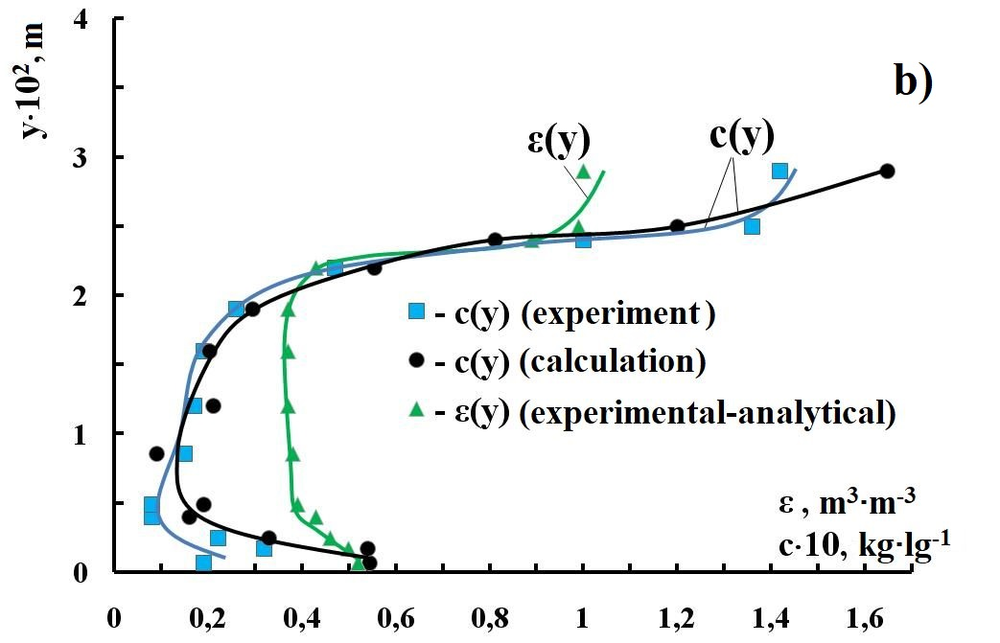 4
y·10², m
b)
3
ε(y)
c(y)
2
- c(y) (experiment)
- c(y) (calculation)
- ε(y) (experimental-analytical)
1
ε , m³·m⁻³
c·10, kg·lg⁻¹
0
0 0,2 0,4 0,6 0,8 1 1,2 1,4 1,6